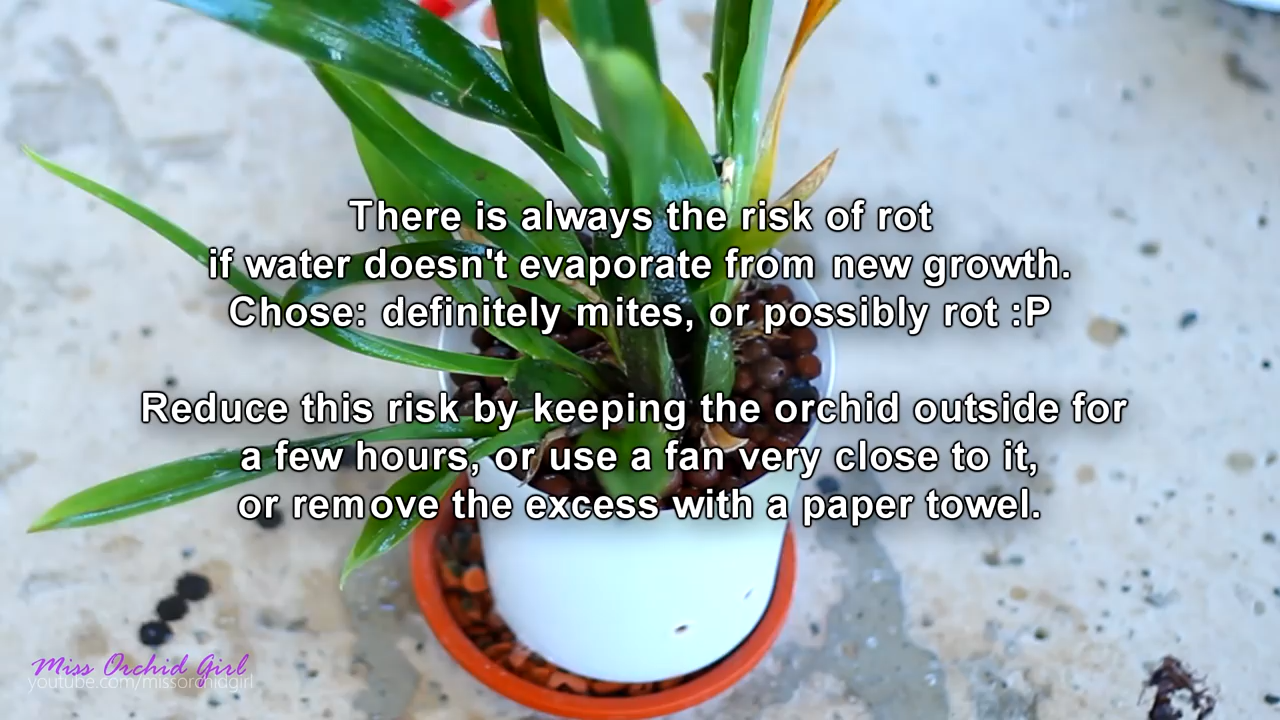 There is always the risk of rot
if water doesn't evaporate from new growth.
Chose: definitely mites, or possibly rot :P
Reduce this risk by keeping the orchid outside for
a few hours, or use a fan very close to it,
or remove the excess with a paper towel.
Miss Orchid Girl
youtube.com/missorchidgirl